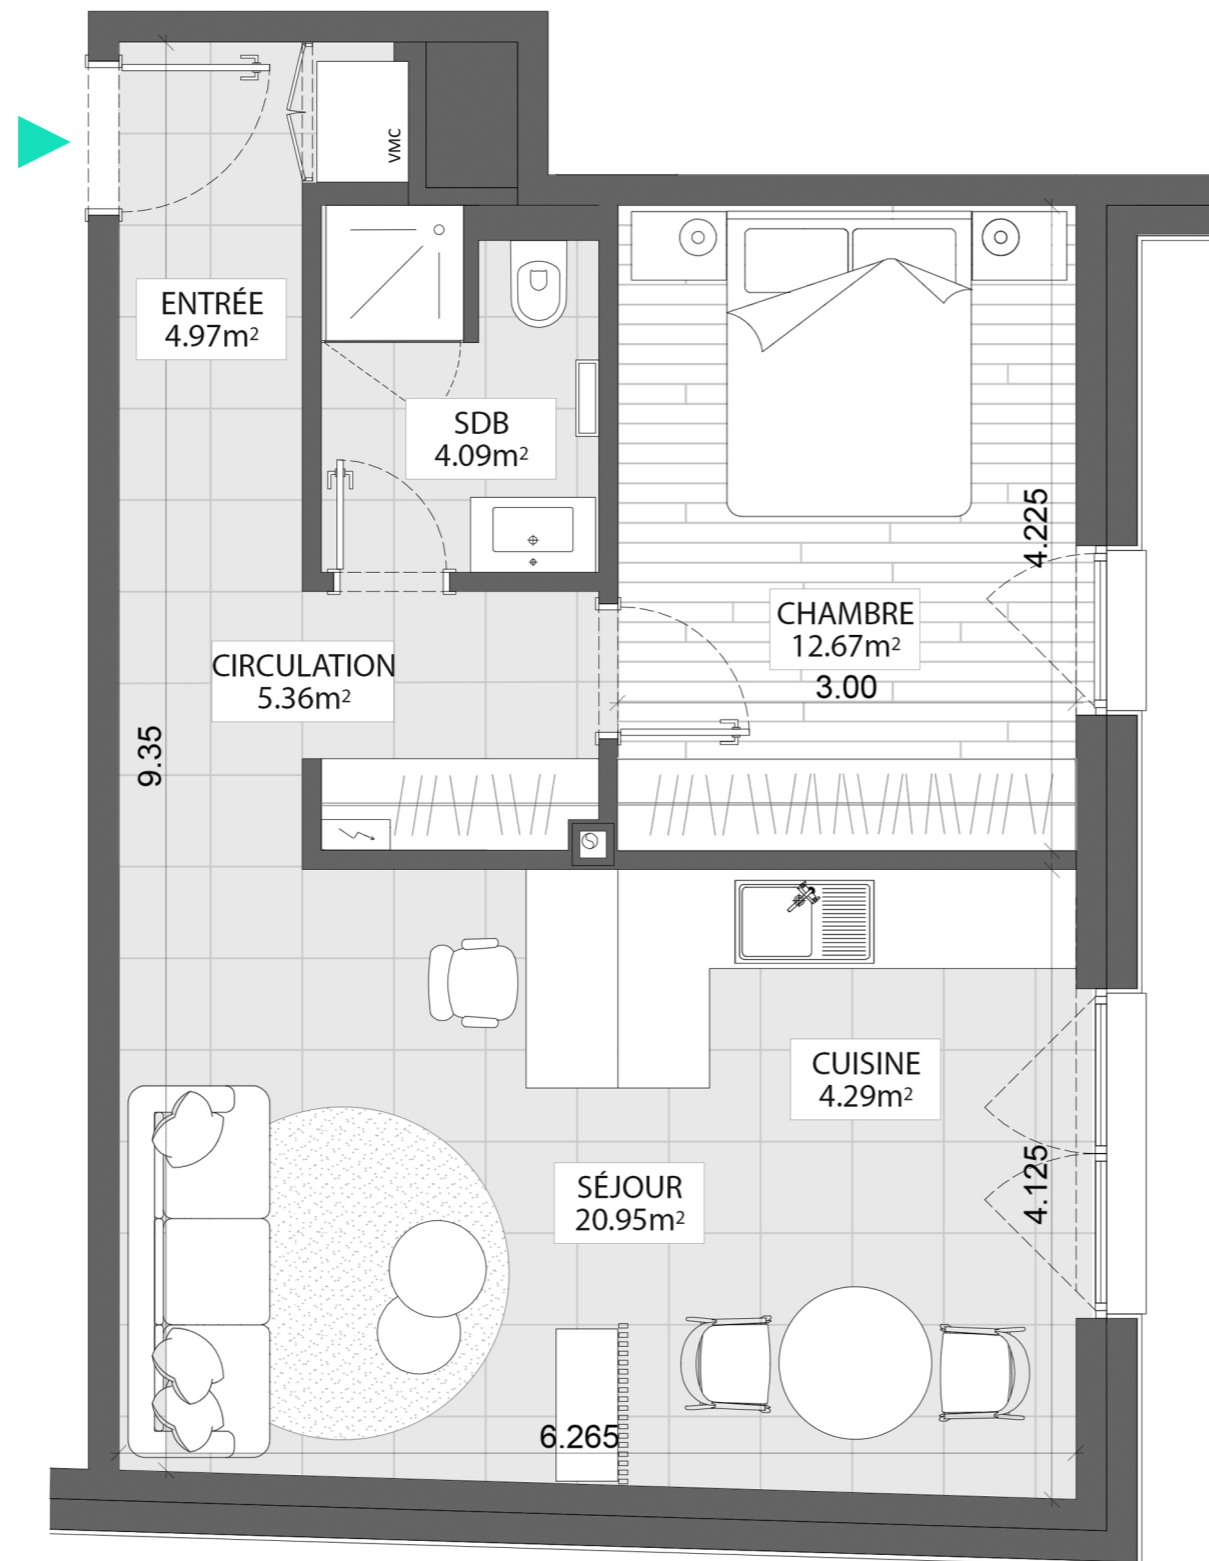 VMC
ENTRÉE
4.97m²
SDB
4.09m²
4.225
CHAMBRE
12.67m²
3.00
CIRCULATION
5.36m²
9.35
CUISINE
4.29m²
4.125
SÉJOUR
20.95m²
6.265